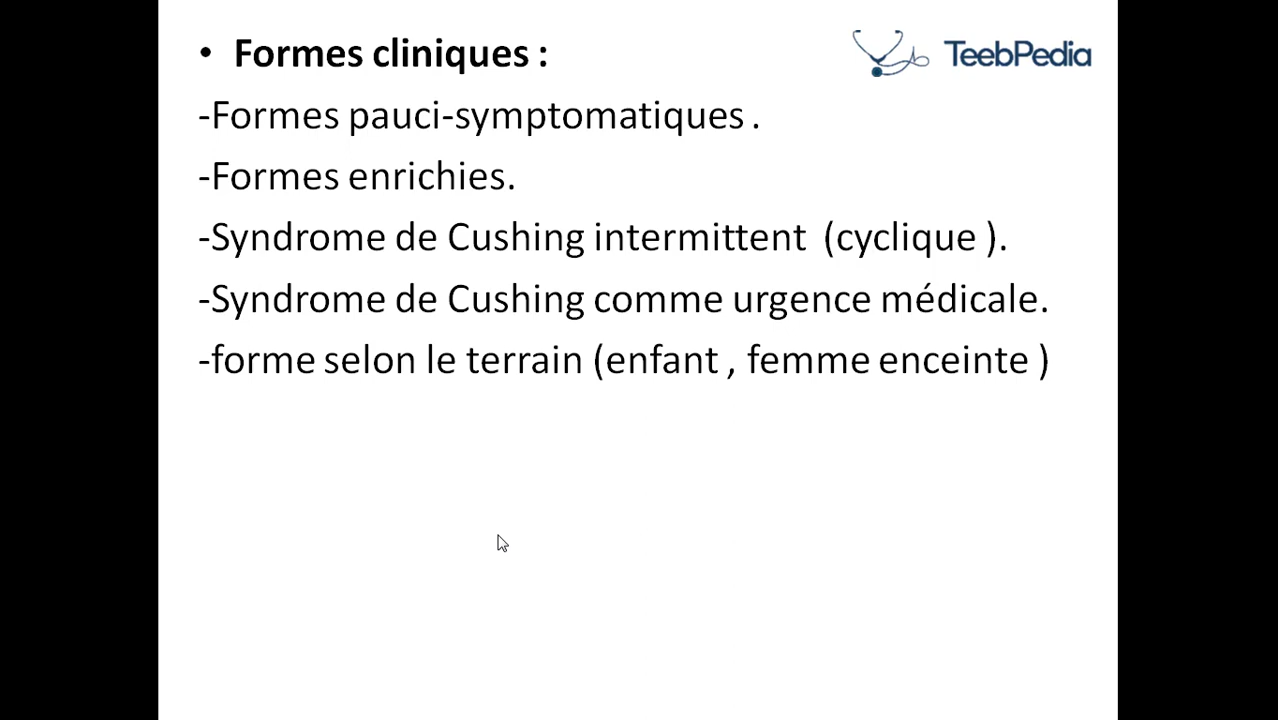 • Formes cliniques :
TeebPedia
-Formes pauci-symptomatiques .
-Formes enrichies.
-Syndrome de Cushing intermittent (cyclique ).
-Syndrome de Cushing comme urgence médicale.
-forme selon le terrain (enfant , femme enceinte )